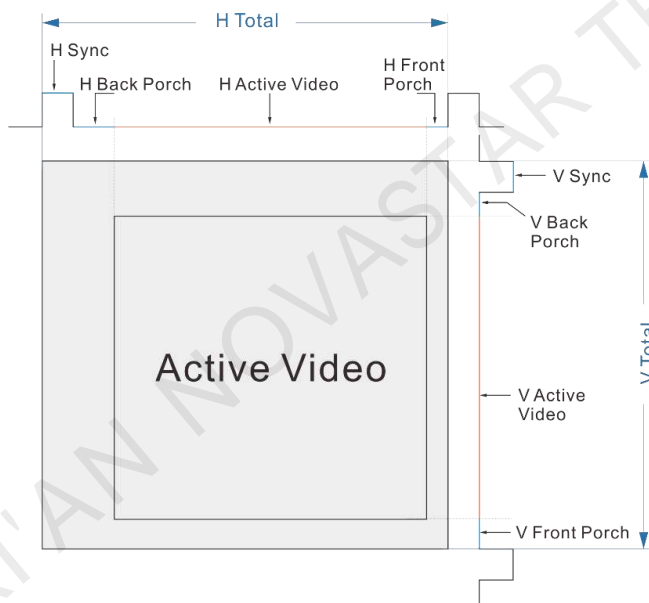 H Total
H Sync
H Back Porch
H Active Video
H Front
Porch
V Sync
V Back
Porch
Active Video
V Total
V Active
Video
V Front Porch
XI'AN NOVASTAR TE